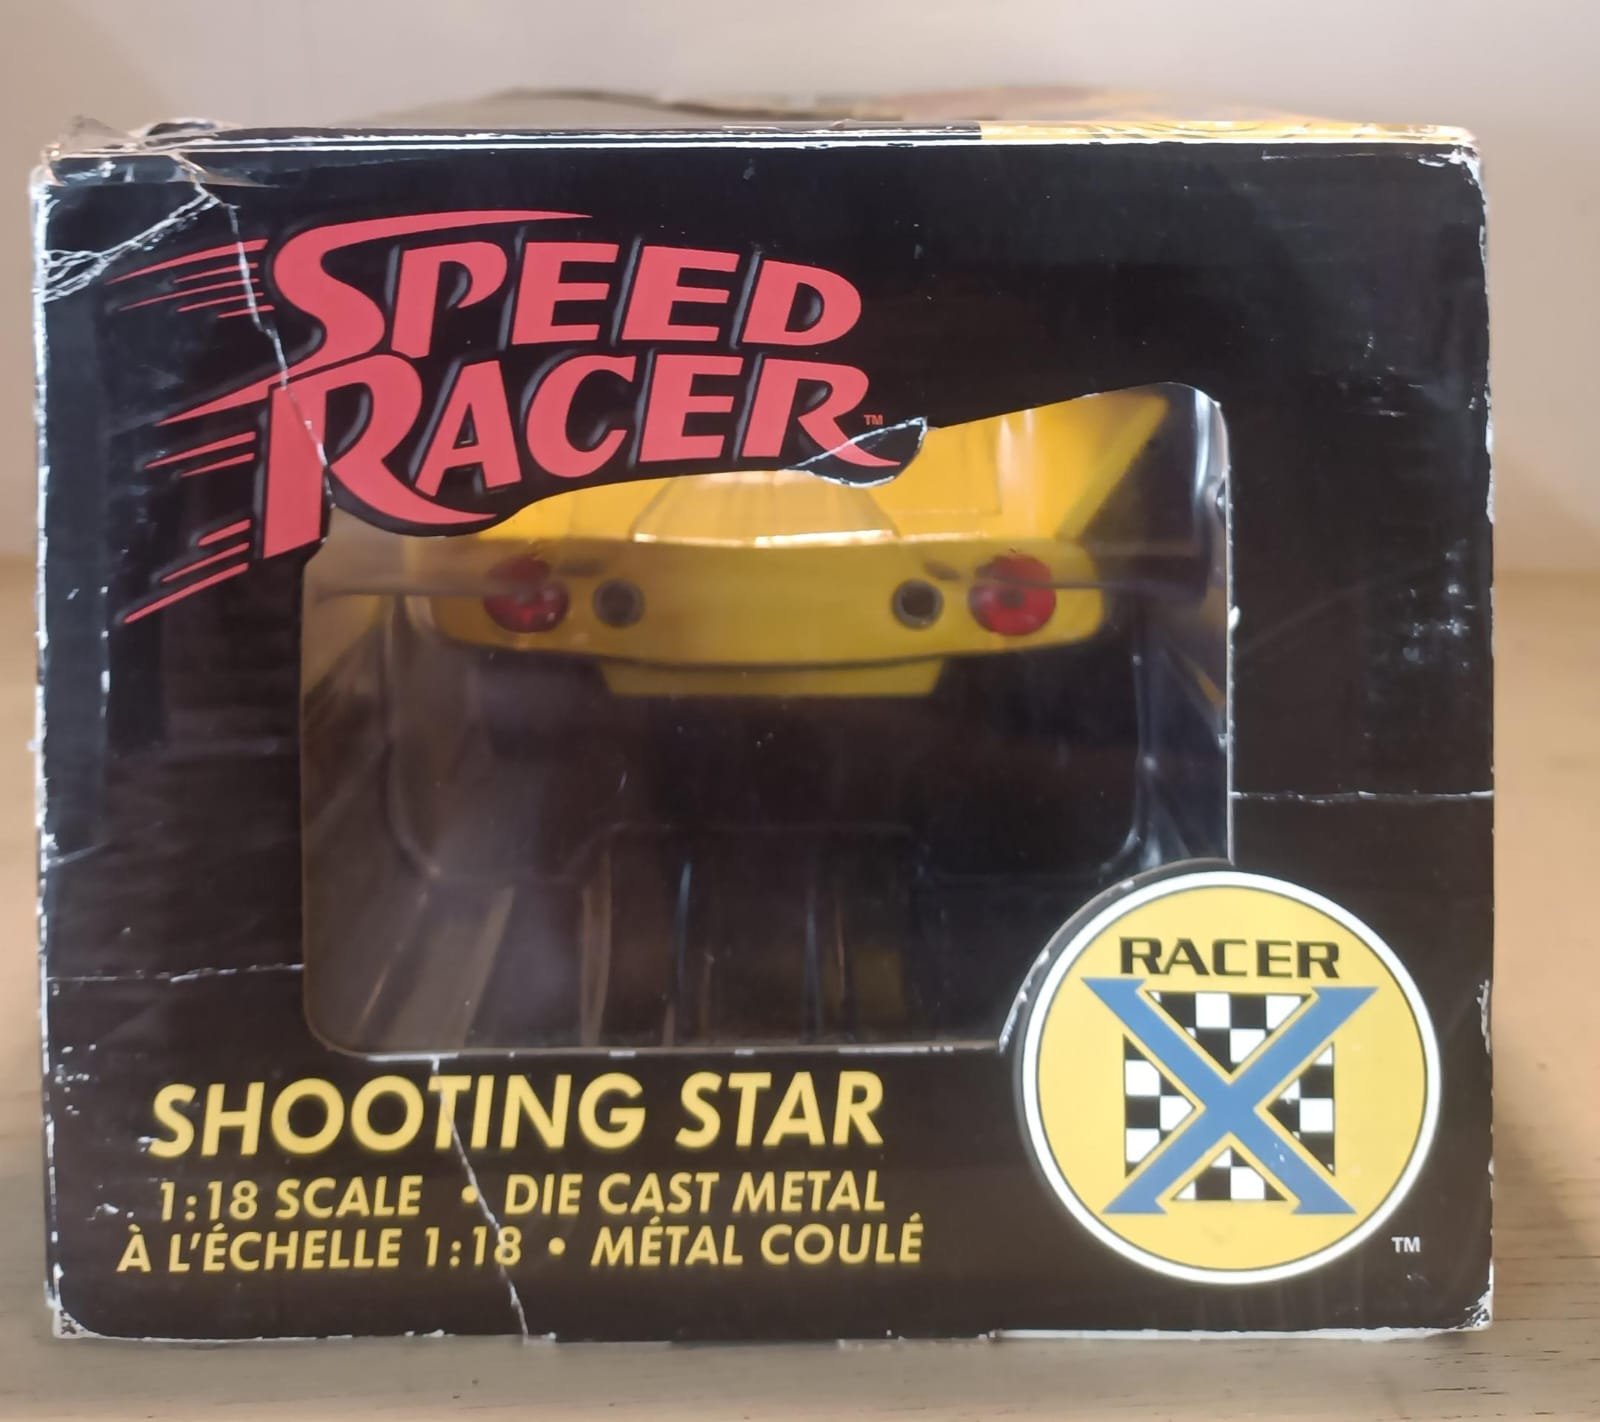 SPEED
RACER™
RACER
X
SHOOTING STAR
1:18 SCALE • DIE CAST METAL
À L'ÉCHELLE 1:18 • MÉTAL COULÉ
™